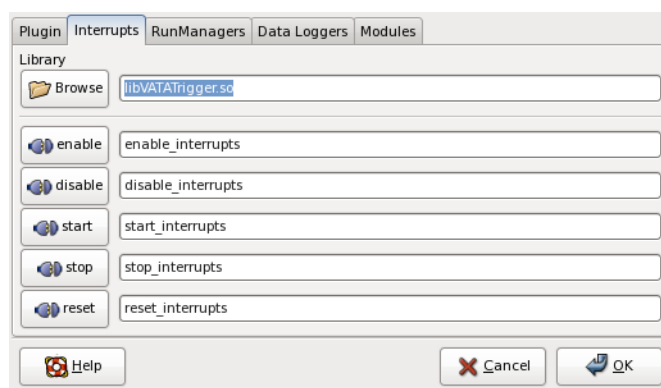 Plugin Interrupts RunManagers Data Loggers Modules
Library
Browse libVATATrigger.so
enable enable_interrupts
disable disable_interrupts
start start_interrupts
stop stop_interrupts
reset reset_interrupts
Help Cancel OK